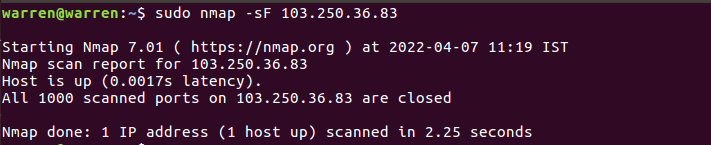 warren@warren:~$ sudo nmap -sF 103.250.36.83
Starting Nmap 7.01 ( https://nmap.org ) at 2022-04-07 11:19 IST
Nmap scan report for 103.250.36.83
Host is up (0.0017s latency).
All 1000 scanned ports on 103.250.36.83 are closed
Nmap done: 1 IP address (1 host up) scanned in 2.25 seconds